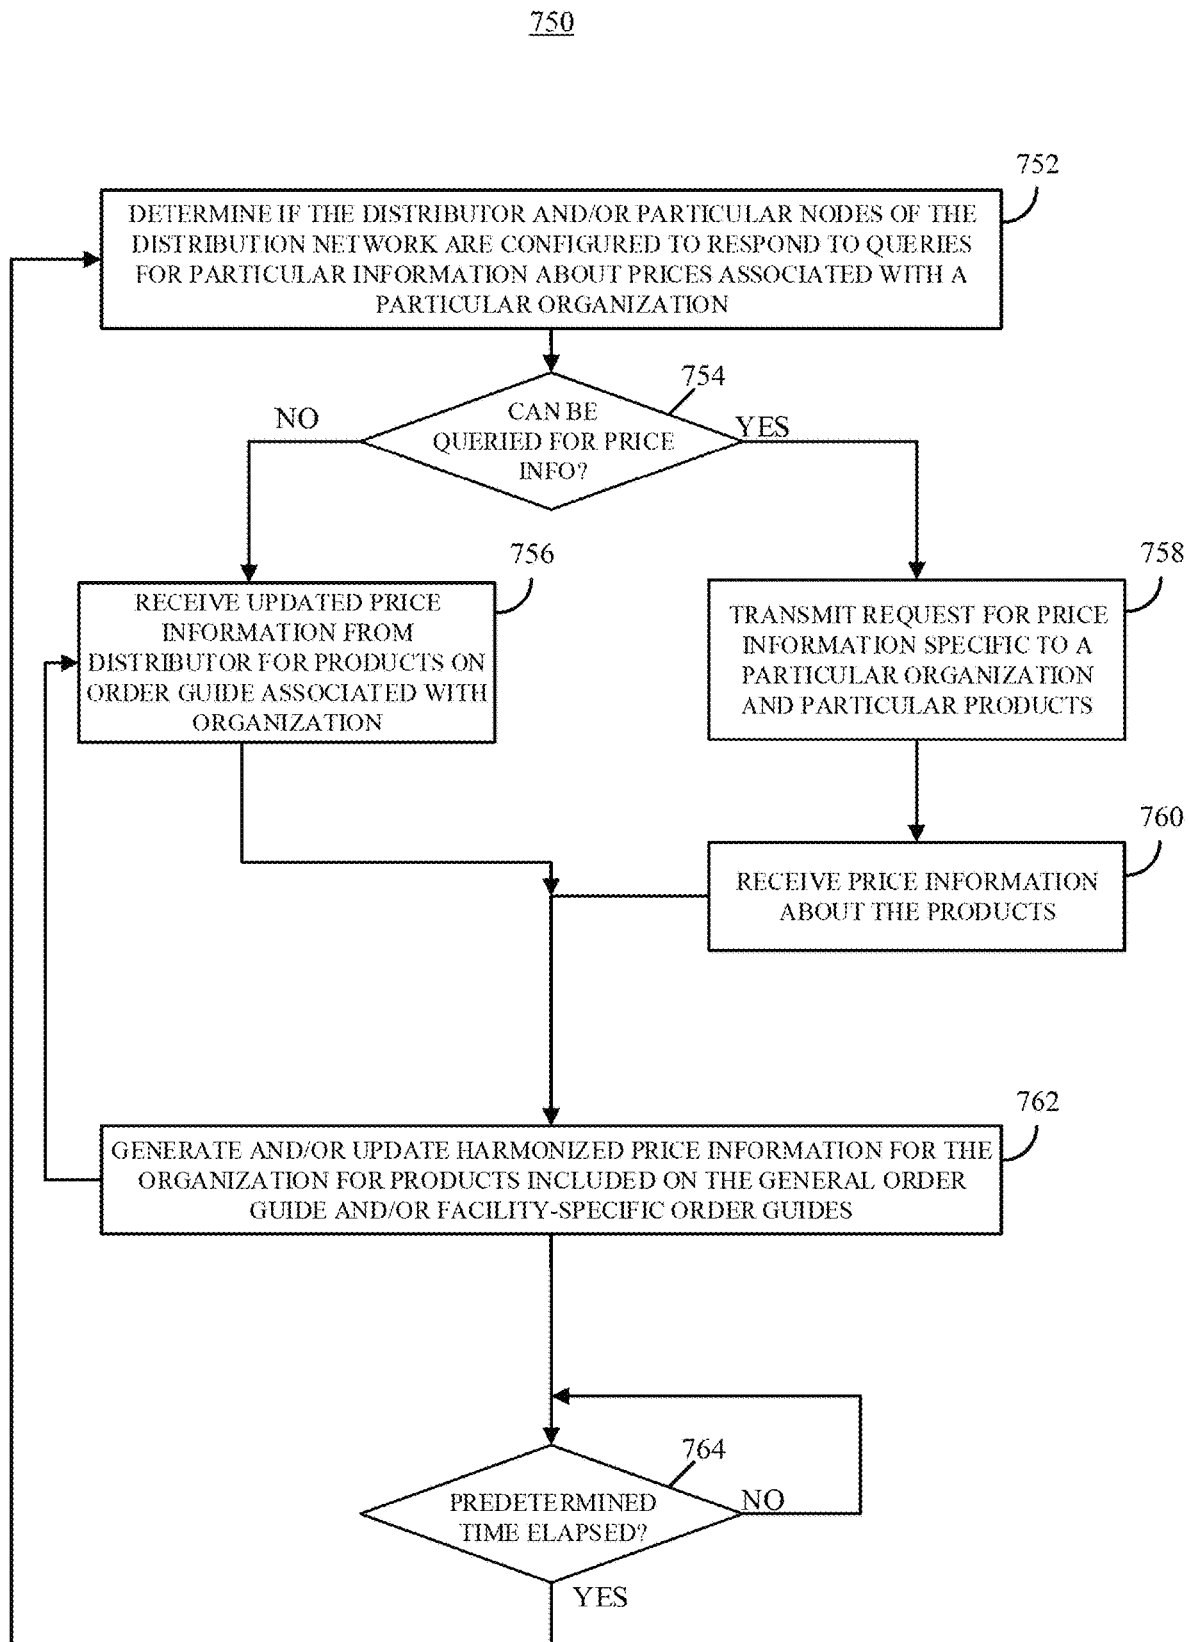 750
752
DETERMINE IF THE DISTRIBUTOR AND/OR PARTICULAR NODES OF THE
DISTRIBUTION NETWORK ARE CONFIGURED TO RESPOND TO QUERIES
FOR PARTICULAR INFORMATION ABOUT PRICES ASSOCIATED WITH A
PARTICULAR ORGANIZATION
754
NO
CAN BE
QUERIED FOR PRICE
INFO?
YES
756
RECEIVE UPDATED PRICE
INFORMATION FROM
DISTRIBUTOR FOR PRODUCTS ON
ORDER GUIDE ASSOCIATED WITH
ORGANIZATION
758
TRANSMIT REQUEST FOR PRICE
INFORMATION SPECIFIC TO A
PARTICULAR ORGANIZATION
AND PARTICULAR PRODUCTS
760
RECEIVE PRICE INFORMATION
ABOUT THE PRODUCTS
762
GENERATE AND/OR UPDATE HARMONIZED PRICE INFORMATION FOR THE
ORGANIZATION FOR PRODUCTS INCLUDED ON THE GENERAL ORDER
GUIDE AND/OR FACILITY-SPECIFIC ORDER GUIDES
764
PREDETERMINED
TIME ELAPSED?
NO
YES